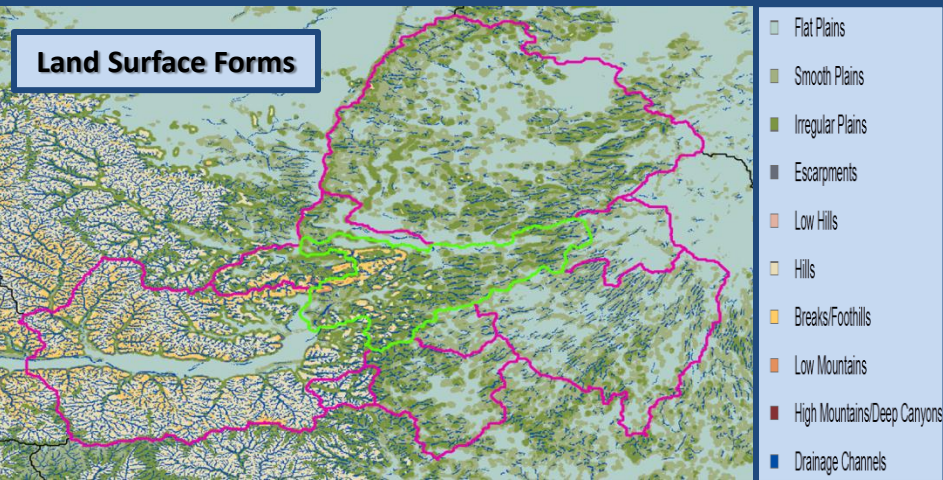 Land Surface Forms
Flat Plains
Smooth Plains
Irregular Plains
Escarpments
Low Hills
Hills
Breaks/Foothills
Low Mountains
High Mountains/Deep Canyons
Drainage Channels